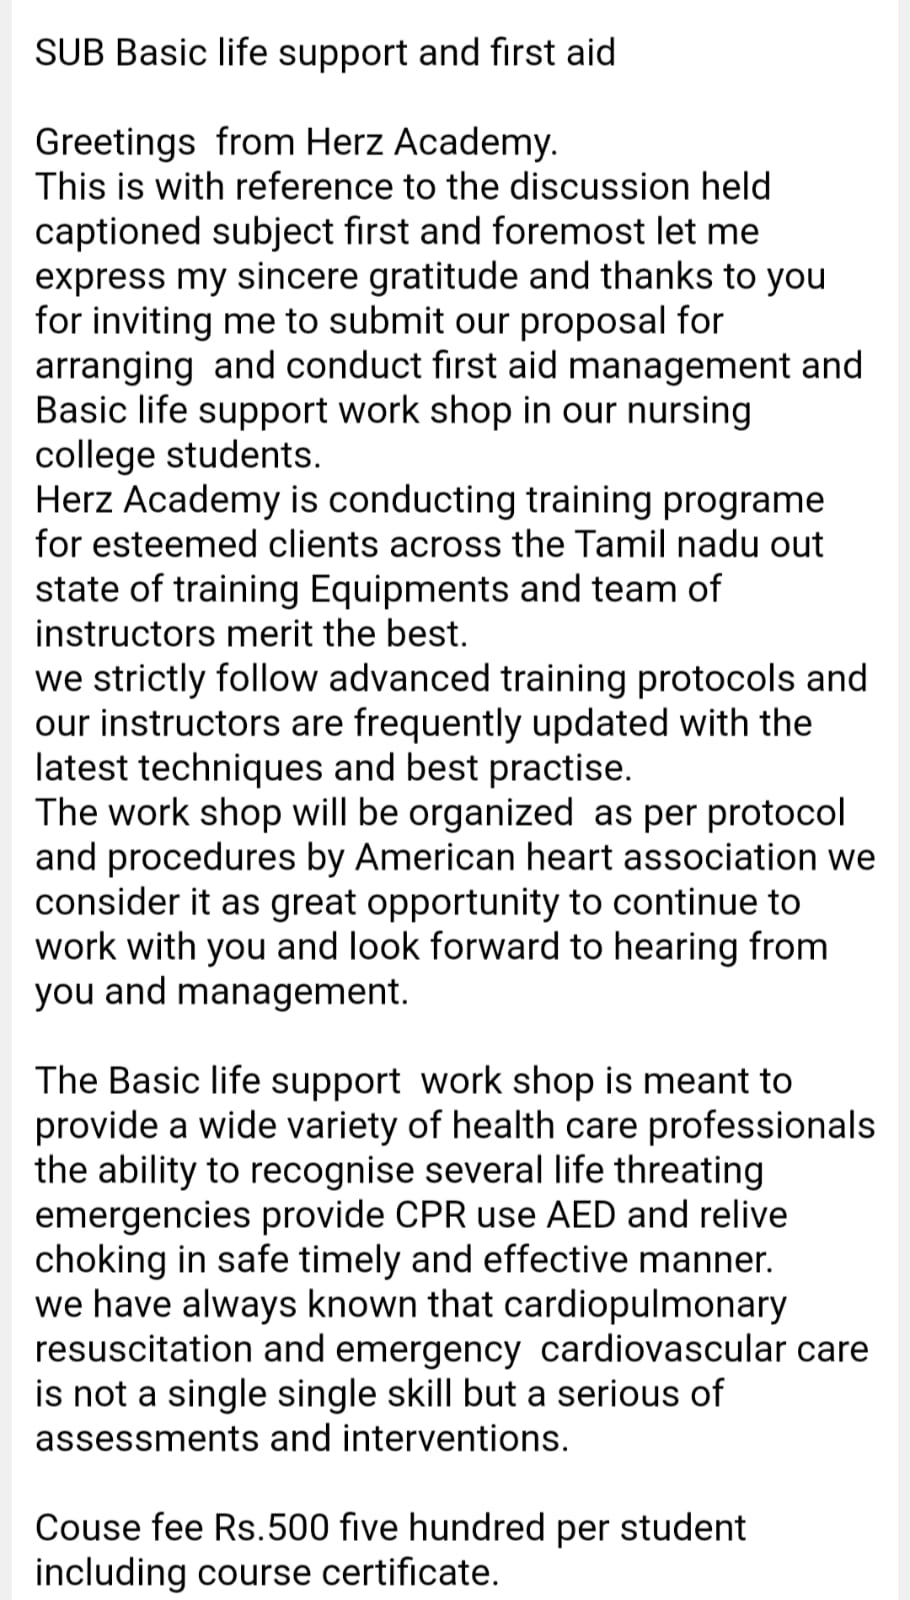 SUB Basic life support and first aid
Greetings  from Herz Academy.
This is with reference to the discussion held
captioned subject first and foremost let me
express my sincere gratitude and thanks to you
for inviting me to submit our proposal for
arranging  and conduct first aid management and
Basic life support work shop in our nursing
college students.
Herz Academy is conducting training programe
for esteemed clients across the Tamil nadu out
state of training Equipments and team of
instructors merit the best.
we strictly follow advanced training protocols and
our instructors are frequently updated with the
latest techniques and best practise.
The work shop will be organized  as per protocol
and procedures by American heart association we
consider it as great opportunity to continue to
work with you and look forward to hearing from
you and management.
The Basic life support  work shop is meant to
provide a wide variety of health care professionals
the ability to recognise several life threating
emergencies provide CPR use AED and relive
choking in safe timely and effective manner.
we have always known that cardiopulmonary
resuscitation and emergency  cardiovascular care
is not a single single skill but a serious of
assessments and interventions.
Couse fee Rs.500 five hundred per student
including course certificate.